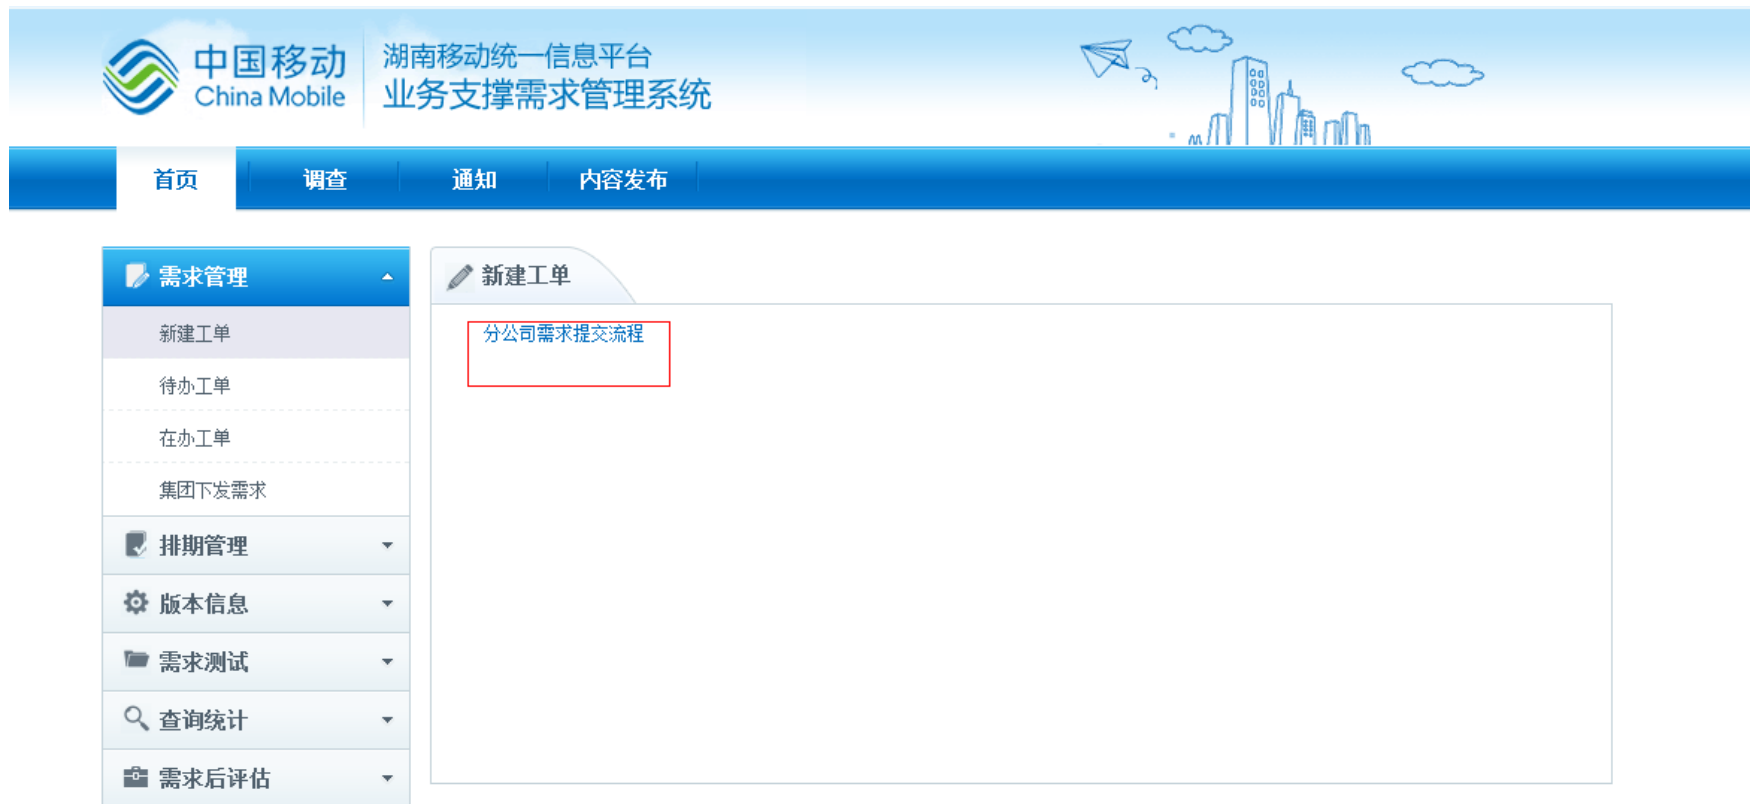 中国移动
China Mobile
湖南移动统一信息平台
业务支撑需求管理系统
首页
调查
通知
内容发布
需求管理
新建工单
待办工单
在办工单
集团下发需求
排期管理
版本信息
需求测试
查询统计
需求后评估
新建工单
分公司需求提交流程